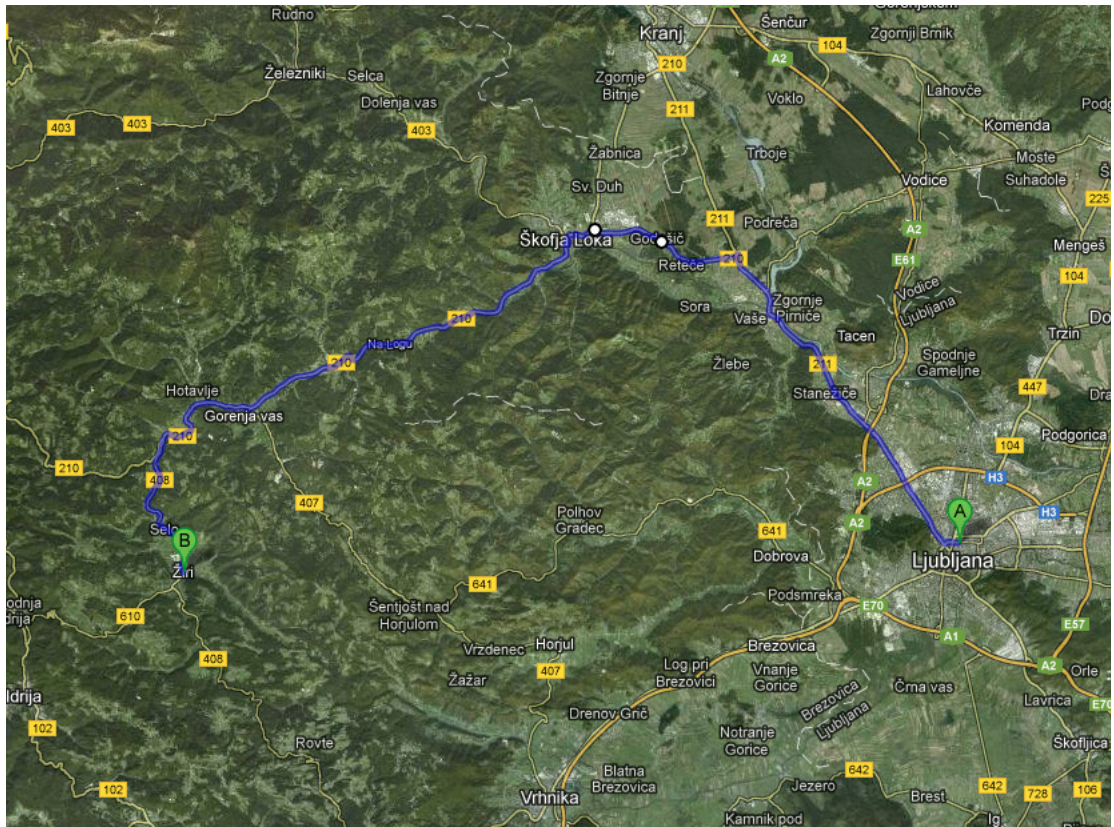 Rudno
Gorenjskem
Šenčur
Kranj
Zgornji Brnik
104
210
A2
Železniki
Selca
Zgornje
Bitnje
Voklo
Lahovče
Dolenja vas
211
403
403
403
Komenda
Trboje
Žabnica
Moste
Suhadole
Vodice
Sv. Duh
225
211
Podreča
A2
Škofja Loka
Godešič
Mengeš
Reteče
210
E61
104
Vodice
Ljubljana
Sora
Zgornje
Pirniče
Vaše
210
Tacen
Trzin
Na Logu
210
Žlebe
211
Spodnje
Gameljne
Hotavlje
Stanežiče
447
Gorenja vas
210
104
Podgorica
210
408
A2
H3
407
Polhov
Gradec
H3
A
Selo
641
A2
B
Dobrova
Ljubljana
Žiri
641
Podsmreka
610
Šentjošt nad
Horjulom
E70
E57
A1
Vrzdenec
Horjul
Brezovica
408
407
Log pri
Brezovici
Vnanje
Gorice
A2
Orle
Žažar
Črna vas
Lavrica
E70
Brezovica
Ljubljana
Drenov Grič
102
Notranje
Gorice
Škofljica
Rovte
Blatna
Brezovica
642
Jezero
642
102
Vrhnika
Brest
728
106
Kamnik pod
Ig